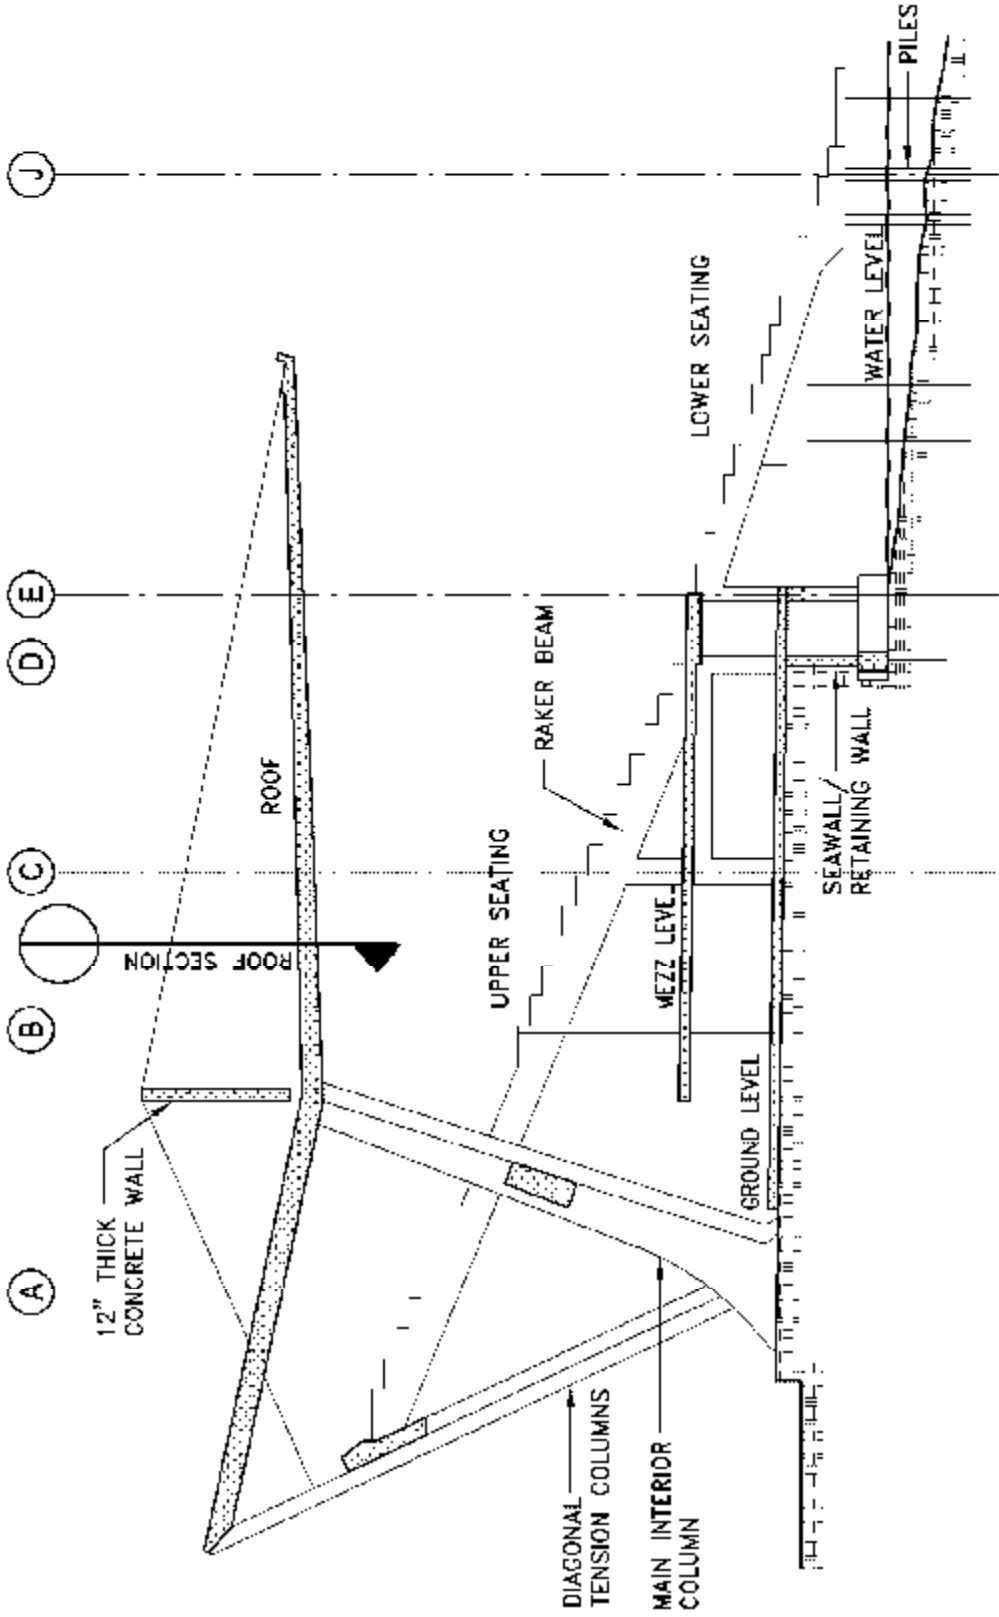 A
B
C
D
E
J
12" THICK
CONCRETE WALL
ROOF SECTION
ROOF
UPPER SEATING
RAKER BEAM
LOWER SEATING
MEZZ LEVEL
GROUND LEVEL
WATER LEVEL
PILES
SEAWALL/
RETAINING WALL
DIAGONAL
TENSION COLUMNS
MAIN INTERIOR
COLUMN